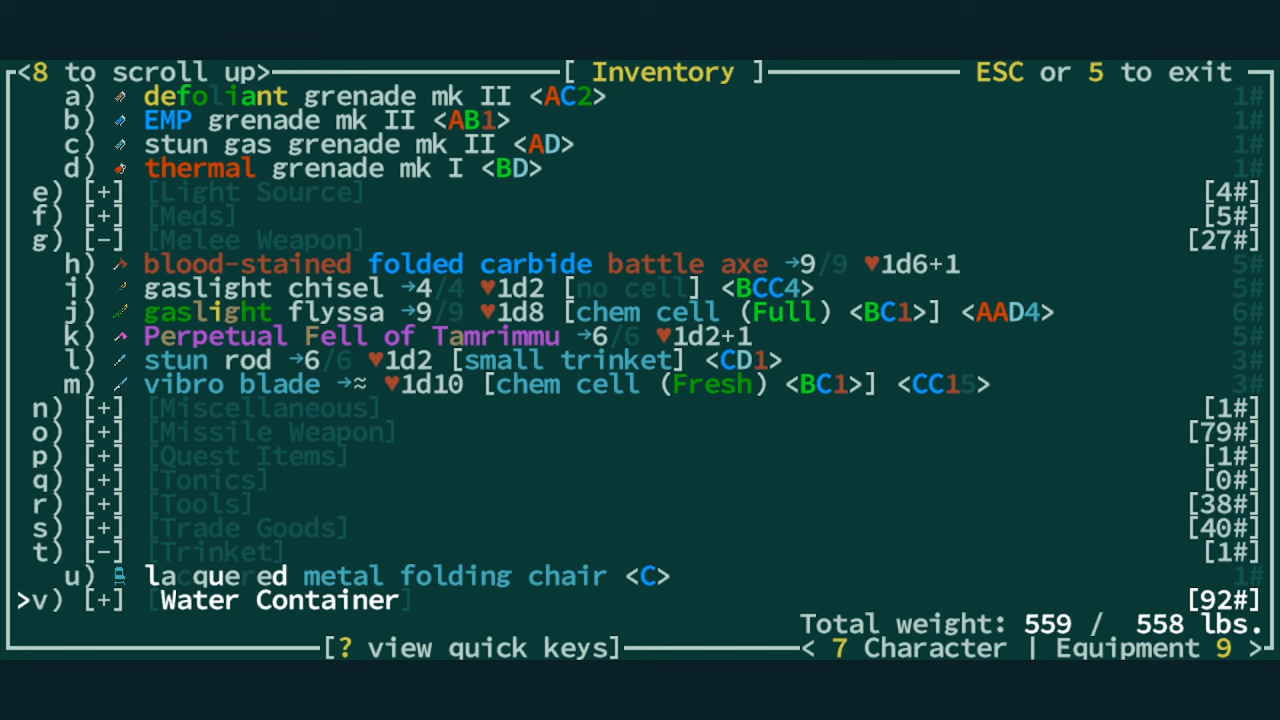 <8 to scroll up> [ Inventory ] ESC or 5 to exit
a) defoliant grenade mk II <AC2> 1#
b) EMP grenade mk II <AB1> 1#
c) stun gas grenade mk II <AD> 1#
d) thermal grenade mk I <BD> 1#
e) [+] [Light Source] [4#]
f) [+] [Meds] [5#]
g) [-] [Melee Weapon] [27#]
h) blood-stained folded carbide battle axe →9/9 ♥1d6+1 5#
i) gaslight chisel →4/4 ♥1d2 [no cell] <BCC4> 5#
j) gaslight flyssa →9/9 ♥1d8 [chem cell (Full) <BC1>] <AAD4> 5#
k) Perpetual Fell of Tamrimmu →6/6 ♥1d2+1 6#
l) stun rod →6/6 ♥1d2 [small trinket] <CD1> 3#
m) vibro blade →≈ ♥1d10 [chem cell (Fresh) <BC1>] <CC15> 3#
n) [+] [Miscellaneous] [1#]
o) [+] [Missile Weapon] [79#]
p) [+] [Quest Items] [1#]
q) [+] [Tonics] [0#]
r) [+] [Tools] [38#]
s) [+] [Trade Goods] [40#]
t) [-] [Trinket] [1#]
u) lacquered metal folding chair <C> 1#
>v) [+] [Water Container] [92#]
Total weight: 559 / 558 lbs.
[? view quick keys] < 7 Character | Equipment 9 >